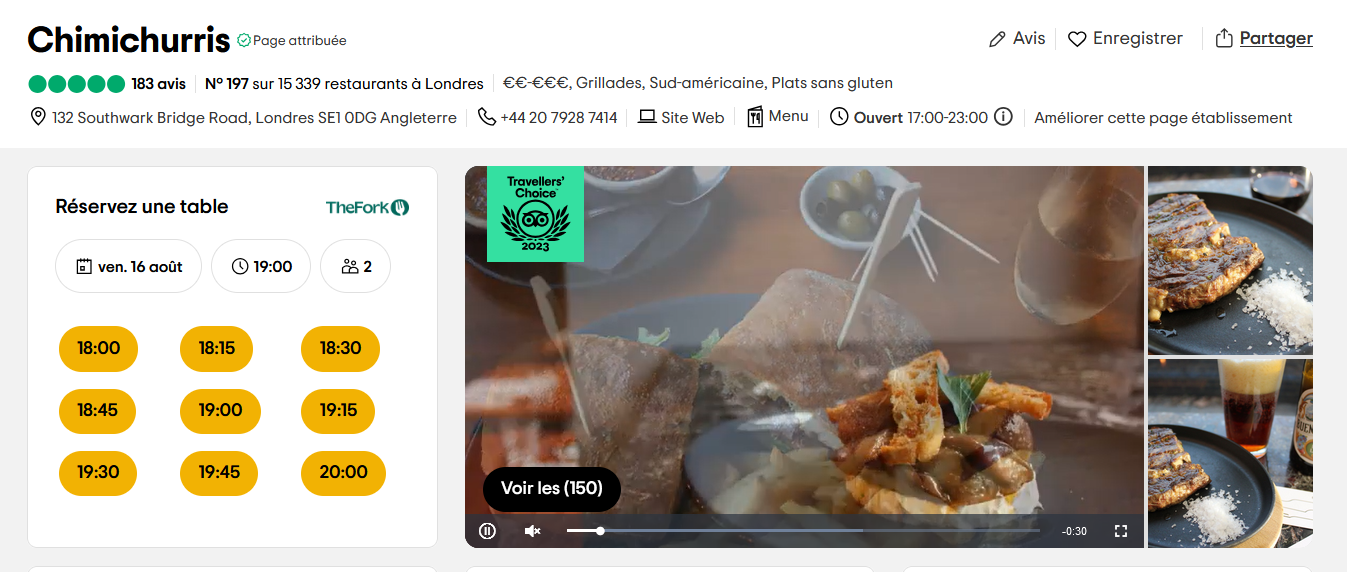 Chimichurris Page attribuée
Avis Enregistrer Partager
183 avis Nº 197 sur 15 339 restaurants à Londres €€-€€€, Grillades, Sud-américaine, Plats sans gluten
132 Southwark Bridge Road, Londres SE1 0DG Angleterre +44 20 7928 7414 Site Web Menu Ouvert 17:00-23:00 Améliorer cette page établissement
Réservez une table TheFork
ven. 16 août 19:00 2
18:00 18:15 18:30
18:45 19:00 19:15
19:30 19:45 20:00
Travellers'
Choice
2023
Voir les (150)
-0:30